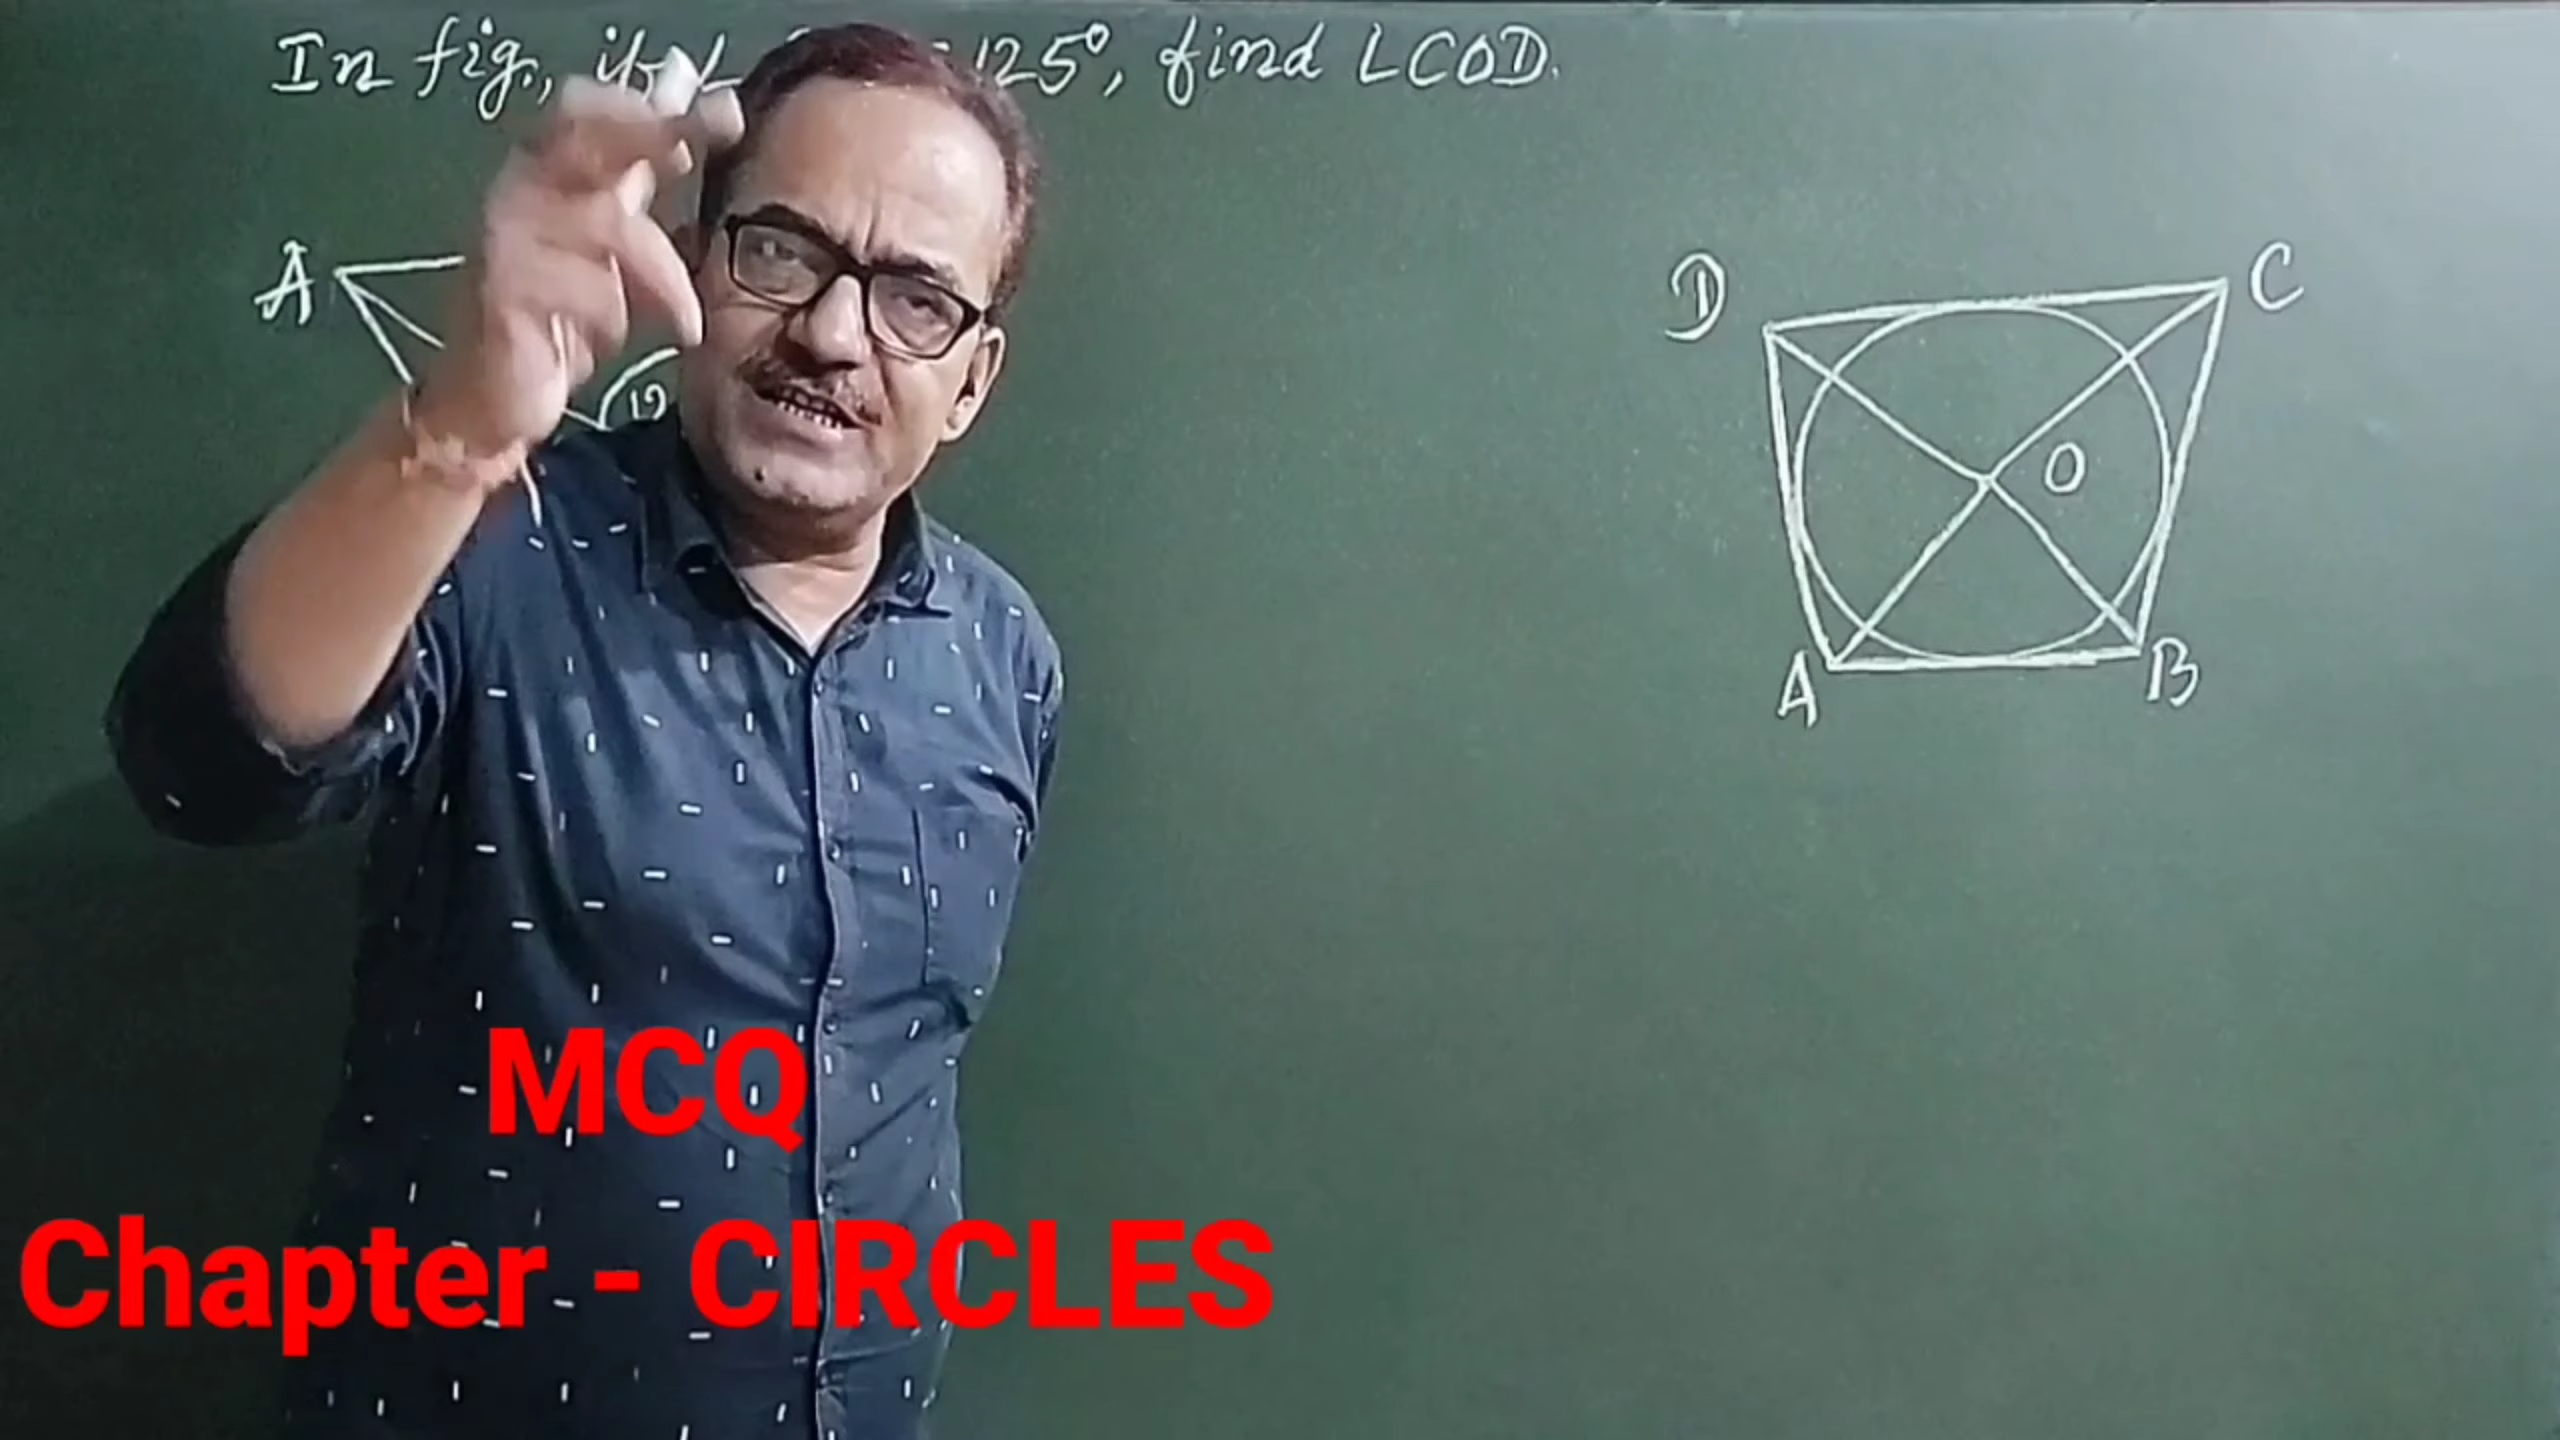 In fig., if ∠ = 125°, find ∠COD.
A
D
C
O
A
B
MCQ
Chapter - CIRCLES